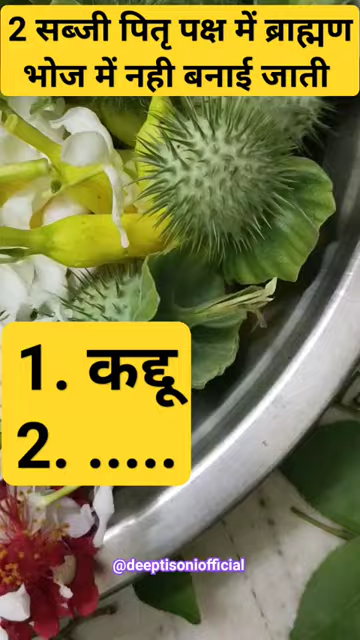 2 सब्जी पितृ पक्ष में ब्राह्मण
भोज में नही बनाई जाती
1. कद्दू
2. .....
@deeptisoniofficial